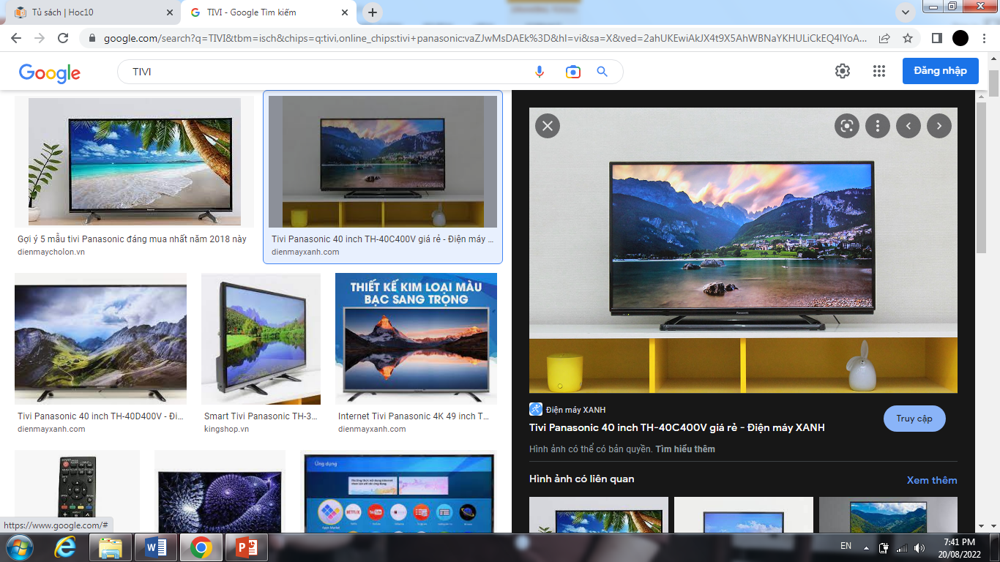 Tủ sách | Hoc10
TIVI - Google Tìm kiếm
google.com/search?q=TIVI&tbm=isch&chips=q:tivi,online_chips:tivi+panasonic:vaZJwMsDAEk%3D&hl=vi&sa=X&ved=2ahUKEwiAkJX4t9X5AhWBNaYKHULiCkEQ4lYoA...
Google
TIVI
Đăng nhập
Gợi ý 5 mẫu tivi Panasonic đáng mua nhất năm 2018 này
dienmaycholon.vn
Tivi Panasonic 40 inch TH-40C400V giá rẻ - Điện máy ...
dienmayxanh.com
THIẾT KẾ KIM LOẠI MÀU
BẠC SANG TRỌNG
Tivi Panasonic 40 inch TH-40D400V - Đi...
dienmayxanh.com
Smart Tivi Panasonic TH-3...
kingshop.vn
Internet Tivi Panasonic 4K 49 inch T...
dienmayxanh.com
Ứng dụng
NETFLIX
YouTube
Apps Market
Panasonic
Điện máy XANH
Tivi Panasonic 40 inch TH-40C400V giá rẻ - Điện máy XANH
Truy cập
Hình ảnh có thể có bản quyền. Tìm hiểu thêm
Hình ảnh có liên quan
Xem thêm
https://www.google.com/#
EN
7:41 PM
20/08/2022